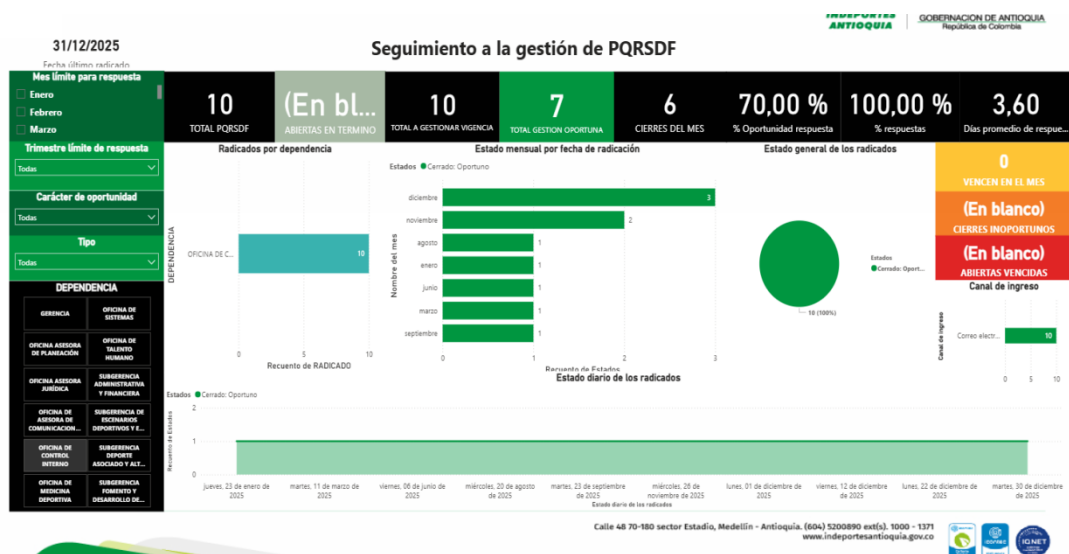 INDEPORTES
ANTIOQUIA
GOBERNACIÓN DE ANTIOQUIA
República de Colombia
31/12/2025
Fecha último radicado
Seguimiento a la gestión de PQRSDF
Mes límite para respuesta
Enero
Febrero
Marzo
Trimestre límite de respuesta
Todas
Carácter de oportunidad
Todas
Tipo
Todas
DEPENDENCIA
GERENCIA
OFICINA DE
SISTEMAS
OFICINA ASESORA
DE PLANEACIÓN
OFICINA DE
TALENTO
HUMANO
OFICINA ASESORA
JURÍDICA
SUBGERENCIA
ADMINISTRATIVA
Y FINANCIERA
OFICINA DE
ASESORA DE
COMUNICACION...
SUBGERENCIA DE
ESCENARIOS
DEPORTIVOS Y E...
OFICINA DE
CONTROL
INTERNO
SUBGERENCIA
DEPORTE
ASOCIADO Y ALT...
OFICINA DE
MEDICINA
DEPORTIVA
SUBGERENCIA
FOMENTO Y
DESARROLLO DE...
10
TOTAL PQRSDF
(En bl...
ABIERTAS EN TERMINO
10
TOTAL A GESTIONAR VIGENCIA
7
TOTAL GESTION OPORTUNA
6
CIERRES DEL MES
70,00 %
% Oportunidad respuesta
100,00 %
% respuestas
3,60
Días promedio de respue...
Radicados por dependencia
DEPENDENCIA
OFICINA DE C...
10
0 5 10
Recuento de RADICADO
Estado mensual por fecha de radicación
Estados Cerrado: Oportuno
Nombre del mes
diciembre 3
noviembre 2
agosto 1
enero 1
junio 1
marzo 1
septiembre 1
0 1 2 3
Recuento de Estados
Estado general de los radicados
Estados
Cerrado: Oport...
10 (100%)
0
VENCEN EN EL MES
(En blanco)
CIERRES INOPORTUNOS
(En blanco)
ABIERTAS VENCIDAS
Canal de ingreso
Canal de ingreso
Correo electr... 10
0 5 10
Estado diario de los radicados
Estados Cerrado: Oportuno
Recuento de Estados
2
1
0
jueves, 23 de enero de
2025
martes, 11 de marzo de
2025
viernes, 06 de junio de
2025
miércoles, 20 de agosto
de 2025
martes, 23 de septiembre
de 2025
miércoles, 26 de
noviembre de 2025
lunes, 01 de diciembre
de 2025
viernes, 12 de diciembre
de 2025
lunes, 22 de diciembre
de 2025
martes, 30 de diciembre
de 2025
Estado diario de los radicados
Calle 48 70-180 sector Estadio, Medellín - Antioquia. (604) 5200890 ext(s). 1000 - 1371
www.indeportesantioquia.gov.co
icontec
IQNET